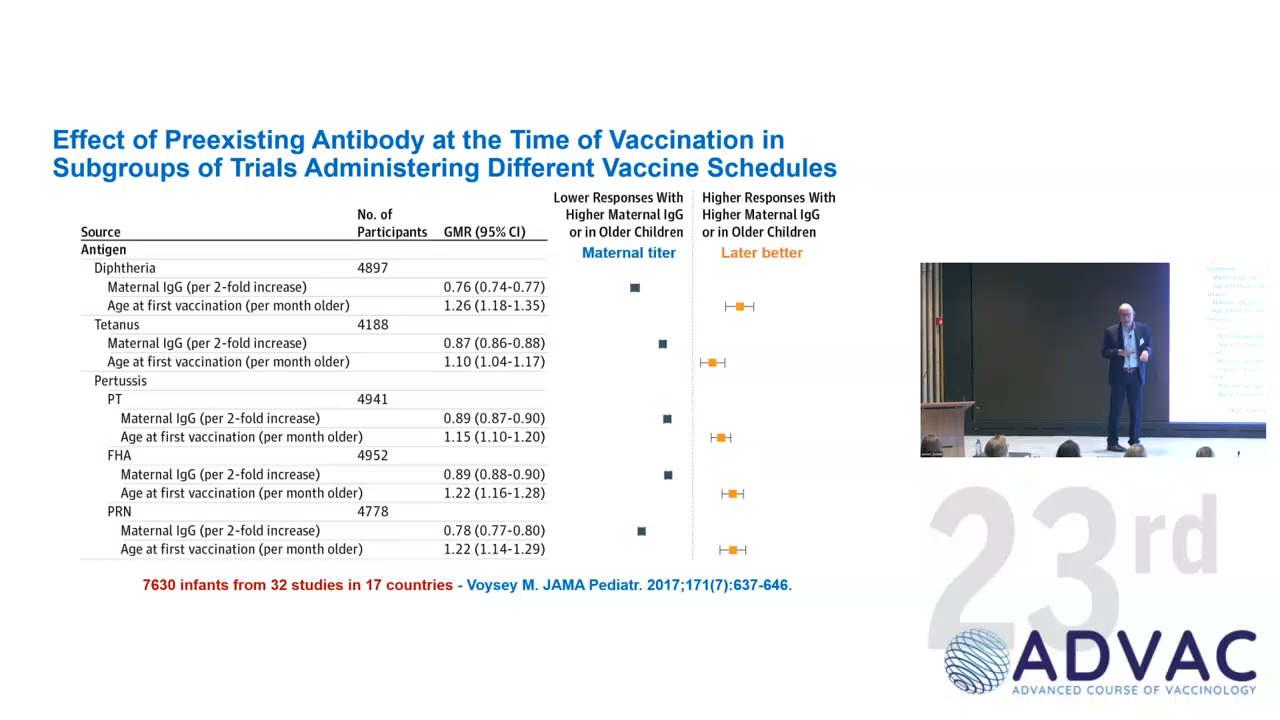 Effect of Preexisting Antibody at the Time of Vaccination in
Subgroups of Trials Administering Different Vaccine Schedules
Lower Responses With
Higher Maternal IgG
or in Older Children
Higher Responses With
Higher Maternal IgG
or in Older Children
Source No. of Participants GMR (95% CI)
Maternal titer Later better
Antigen
Diphtheria 4897
Maternal IgG (per 2-fold increase) 0.76 (0.74-0.77)
Age at first vaccination (per month older) 1.26 (1.18-1.35)
Tetanus 4188
Maternal IgG (per 2-fold increase) 0.87 (0.86-0.88)
Age at first vaccination (per month older) 1.10 (1.04-1.17)
Pertussis
PT 4941
Maternal IgG (per 2-fold increase) 0.89 (0.87-0.90)
Age at first vaccination (per month older) 1.15 (1.10-1.20)
FHA 4952
Maternal IgG (per 2-fold increase) 0.89 (0.88-0.90)
Age at first vaccination (per month older) 1.22 (1.16-1.28)
PRN 4778
Maternal IgG (per 2-fold increase) 0.78 (0.77-0.80)
Age at first vaccination (per month older) 1.22 (1.14-1.29)
7630 infants from 32 studies in 17 countries - Voysey M. JAMA Pediatr. 2017;171(7):637-646.
23rd
ADVAC
ADVANCED COURSE OF VACCINOLOGY